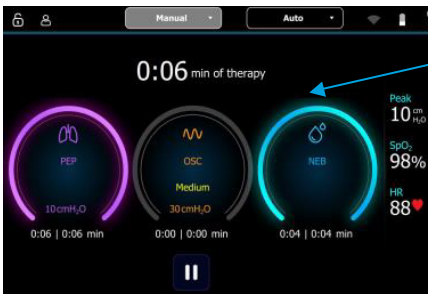 Manual Auto
0:06 min of therapy
Peak
10 cm H₂O
SpO₂
98%
HR
88
PEP
10cmH₂O
0:06 | 0:06 min
OSC
Medium
30cmH₂O
0:00 | 0:00 min
NEB
0:04 | 0:04 min